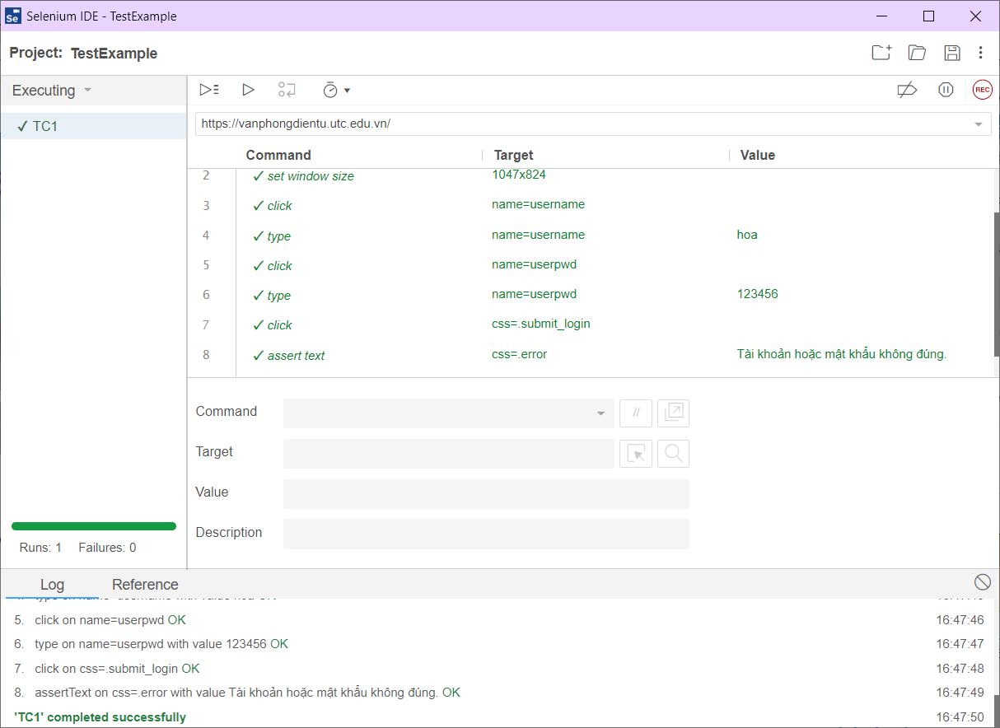 Se Selenium IDE - TestExample
Project: TestExample
Executing
REC
✓ TC1
https://vanphongdientu.utc.edu.vn/
Command Target Value
2 ✓ set window size 1047x824
3 ✓ click name=username
4 ✓ type name=username hoa
5 ✓ click name=userpwd
6 ✓ type name=userpwd 123456
7 ✓ click css=.submit_login
8 ✓ assert text css=.error Tài khoản hoặc mật khẩu không đúng.
Command //
Target
Value
Description
Runs: 1 Failures: 0
Log Reference
5. click on name=userpwd OK 16:47:46
6. type on name=userpwd with value 123456 OK 16:47:47
7. click on css=.submit_login OK 16:47:48
8. assertText on css=.error with value Tài khoản hoặc mật khẩu không đúng. OK 16:47:49
'TC1' completed successfully 16:47:50